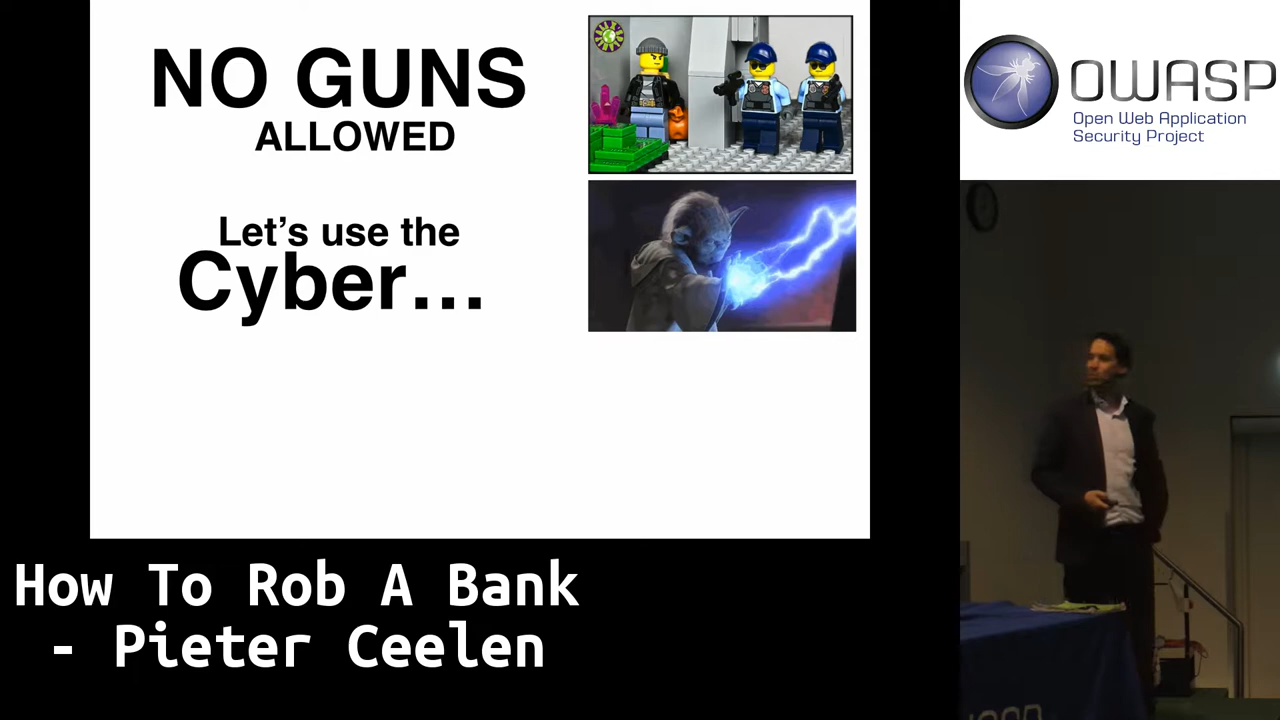 NO GUNS
ALLOWED
Let's use the
Cyber...
OWASP
Open Web Application
Security Project
How To Rob A Bank
- Pieter Ceelen